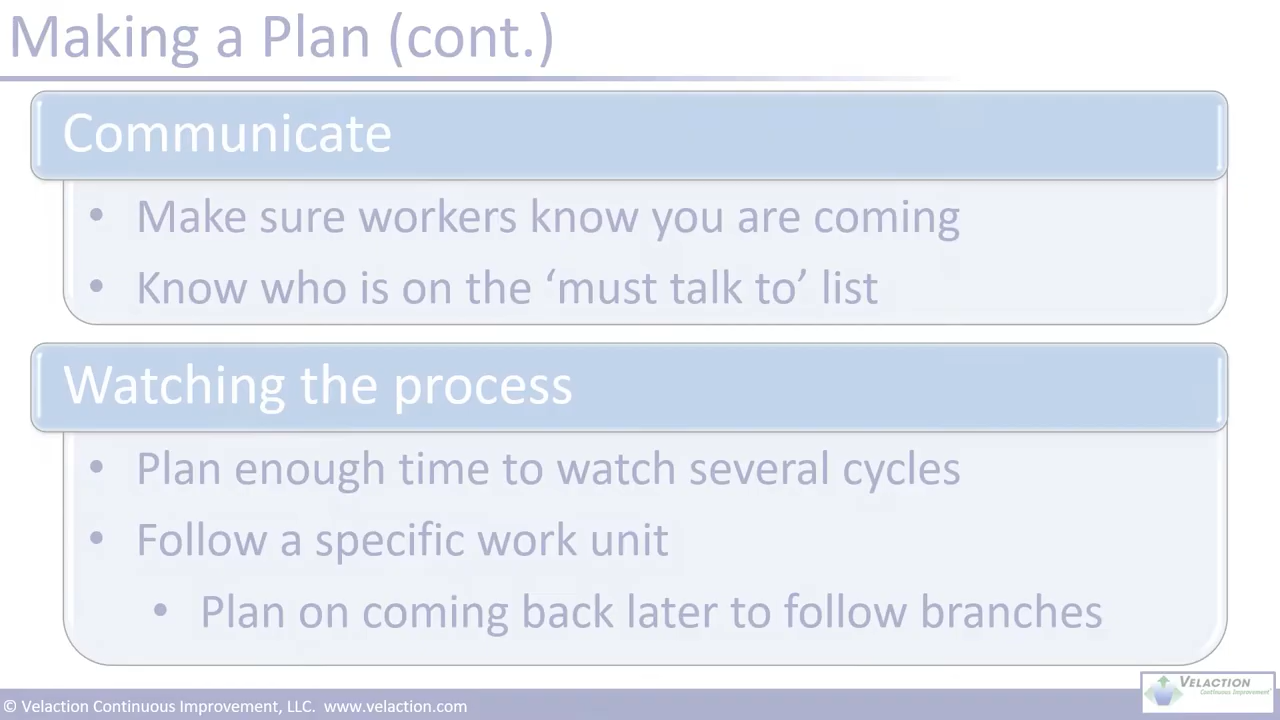 Making a Plan (cont.)
Communicate
• Make sure workers know you are coming
• Know who is on the ‘must talk to’ list
Watching the process
• Plan enough time to watch several cycles
• Follow a specific work unit
• Plan on coming back later to follow branches
© Velaction Continuous Improvement, LLC. www.velaction.com
VELACTION
Continuous Improvement